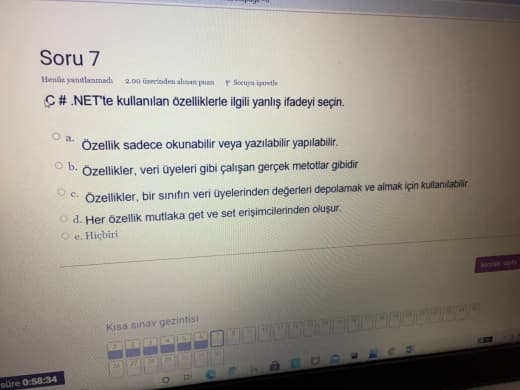 Soru 7
Henüz yanıtlanmadı 2.00 üzerinden alınan puan Soruyu işaretle
C # .NET'te kullanılan özelliklerle ilgili yanlış ifadeyi seçin.
a. Özellik sadece okunabilir veya yazılabilir yapılabilir.
b. Özellikler, veri üyeleri gibi çalışan gerçek metotlar gibidir
c. Özellikler, bir sınıfın veri üyelerinden değerleri depolamak ve almak için kullanılabilir.
d. Her özellik mutlaka get ve set erişimcilerinden oluşur.
e. Hiçbiri
Sonraki sayfa
Kısa sınav gezintisi
süre 0:58:34